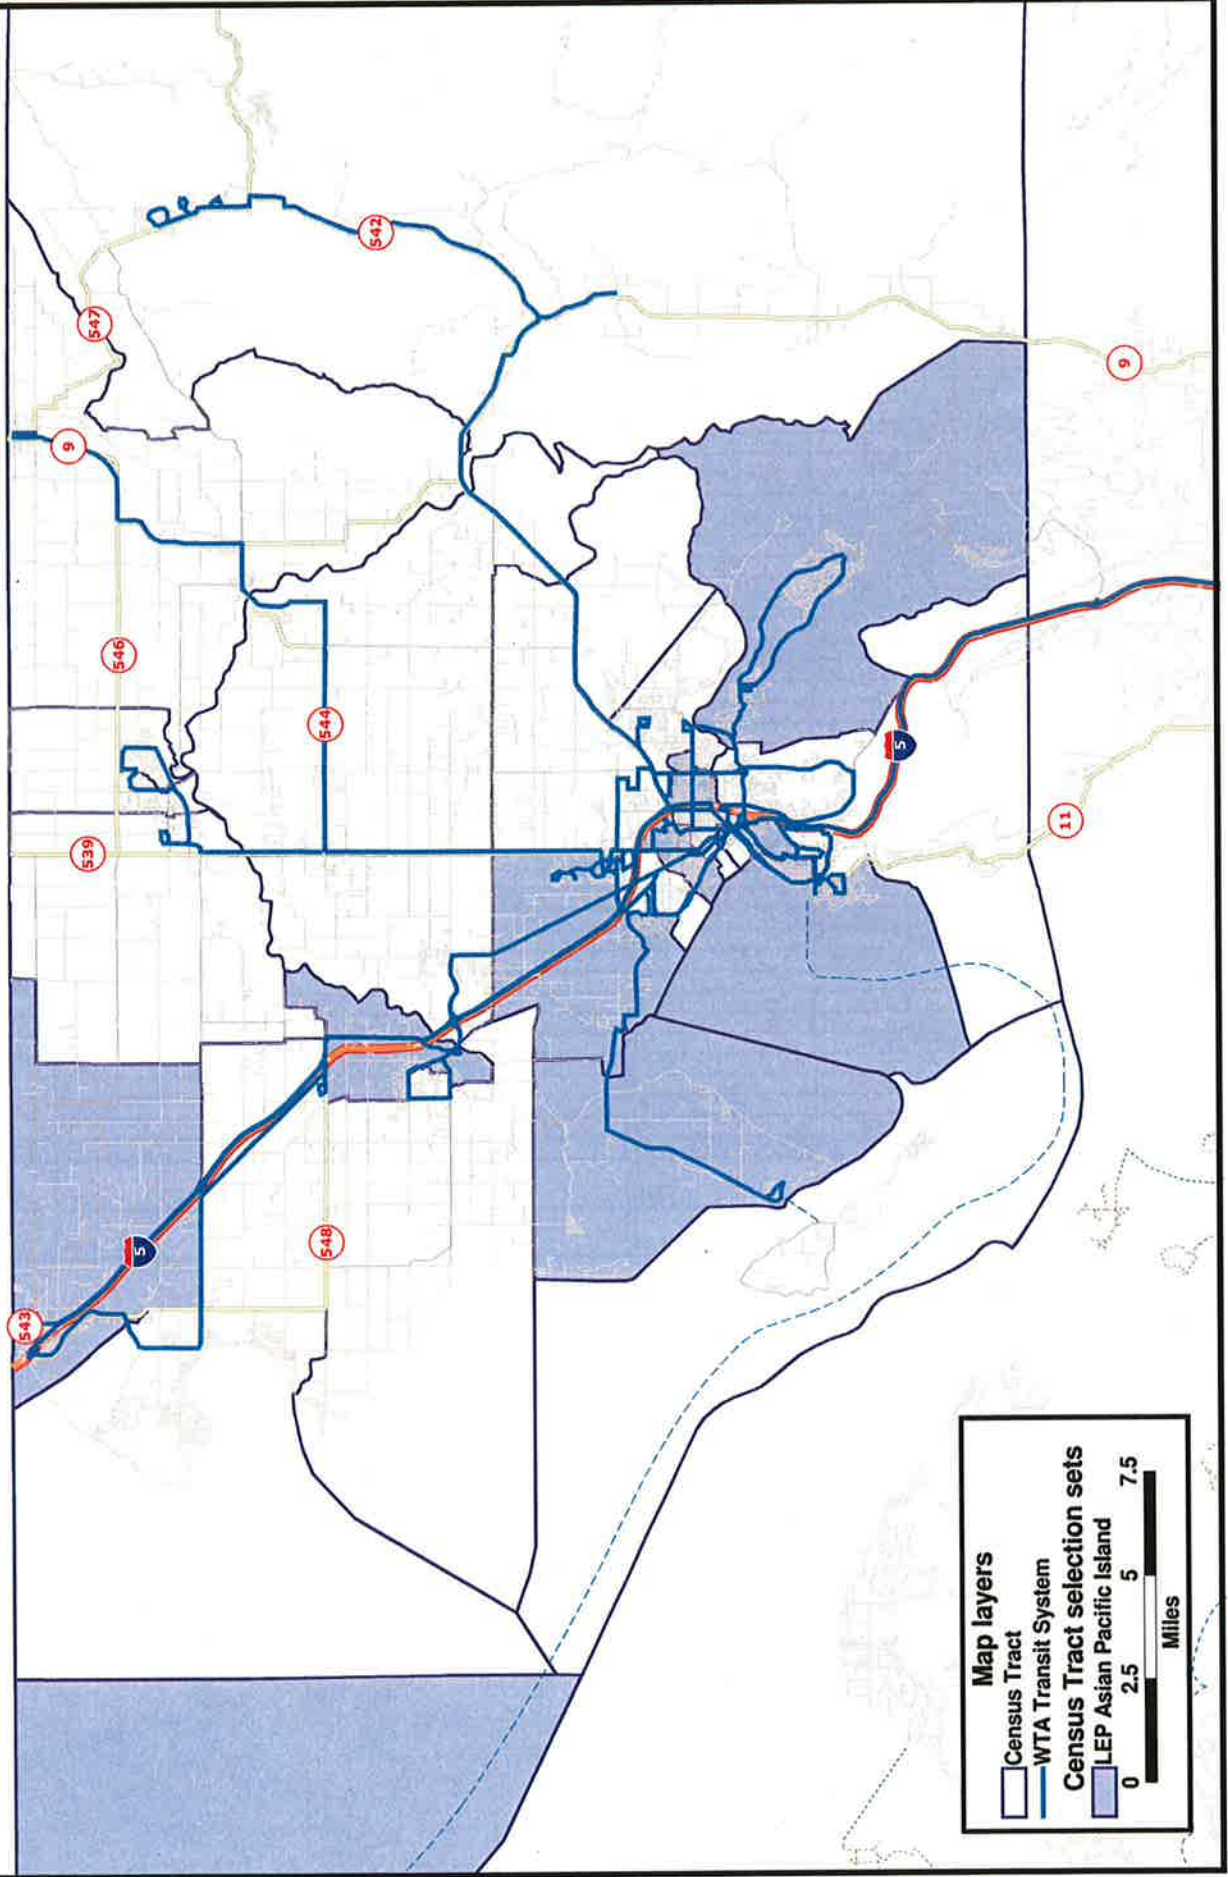 543
5
548
539
546
9
547
544
542
5
11
9
Map layers
Census Tract
WTA Transit System
Census Tract selection sets
LEP Asian Pacific Island
0 2.5 5 7.5
Miles